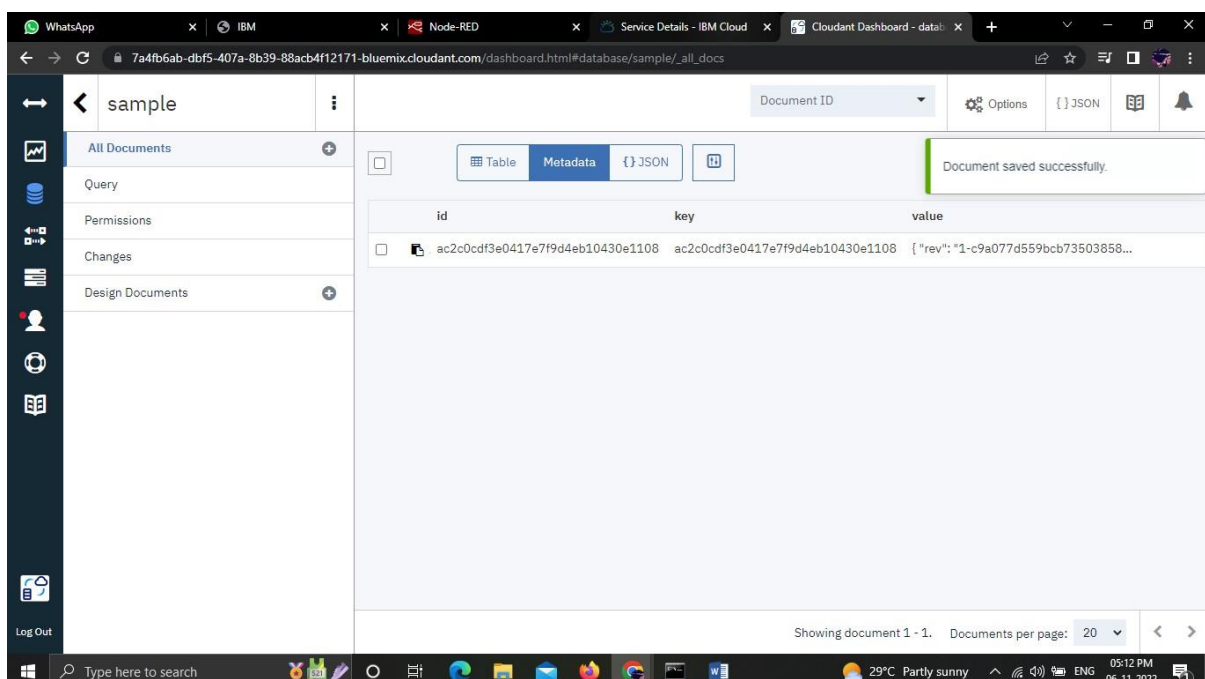 WhatsApp
IBM
Node-RED
Service Details - IBM Cloud
Cloudant Dashboard - datab
7a4fb6ab-dbf5-407a-8b39-88acb4f12171-bluemix.cloudant.com/dashboard.html#database/sample/_all_docs
sample
Document ID
Options
{ } JSON
All Documents
Table
Metadata
{ } JSON
Document saved successfully.
Query
Permissions
Changes
Design Documents
id key value
ac2c0cdf3e0417e7f9d4eb10430e1108 ac2c0cdf3e0417e7f9d4eb10430e1108 { "rev": "1-c9a077d559bcb73503858...
Showing document 1 - 1. Documents per page: 20
Log Out
Type here to search
29°C Partly sunny
ENG
05:12 PM
06-11-2022